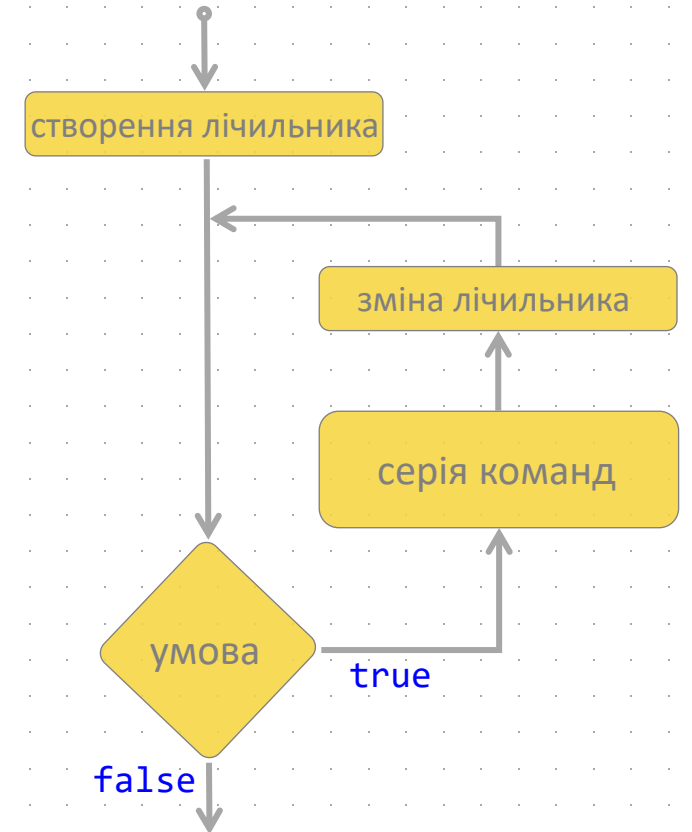 створення лічильника
зміна лічильника
серія команд
умова
true
false